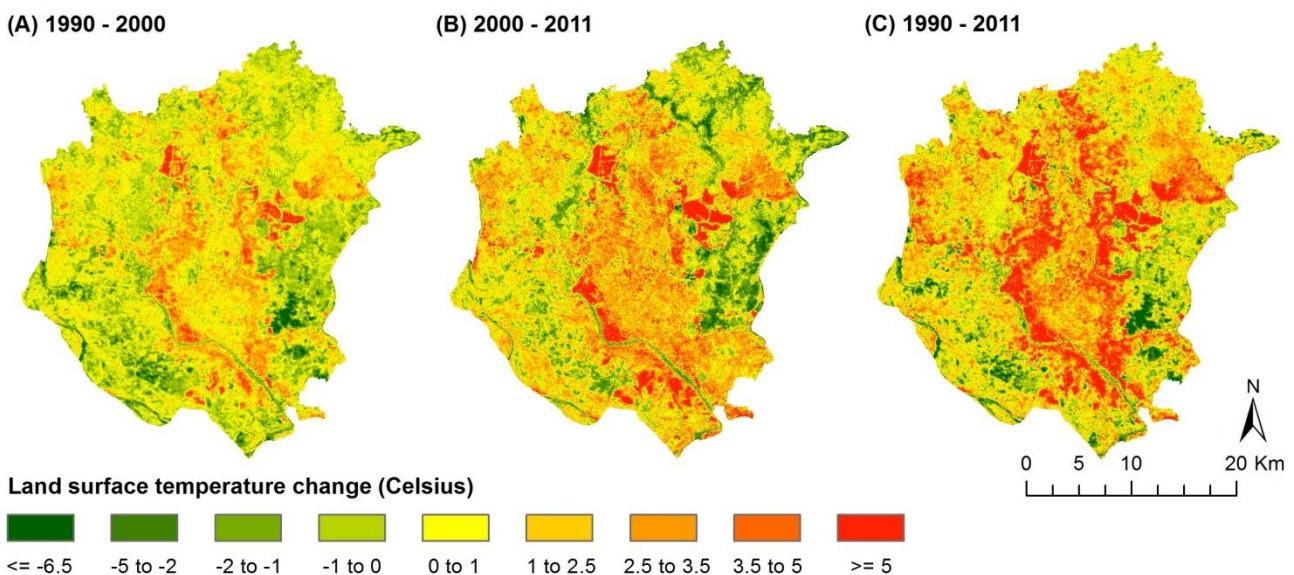 (A) 1990 - 2000
(B) 2000 - 2011
(C) 1990 - 2011
N
0 5 10 20 Km
Land surface temperature change (Celsius)
<= -6.5 -5 to -2 -2 to -1 -1 to 0 0 to 1 1 to 2.5 2.5 to 3.5 3.5 to 5 >= 5